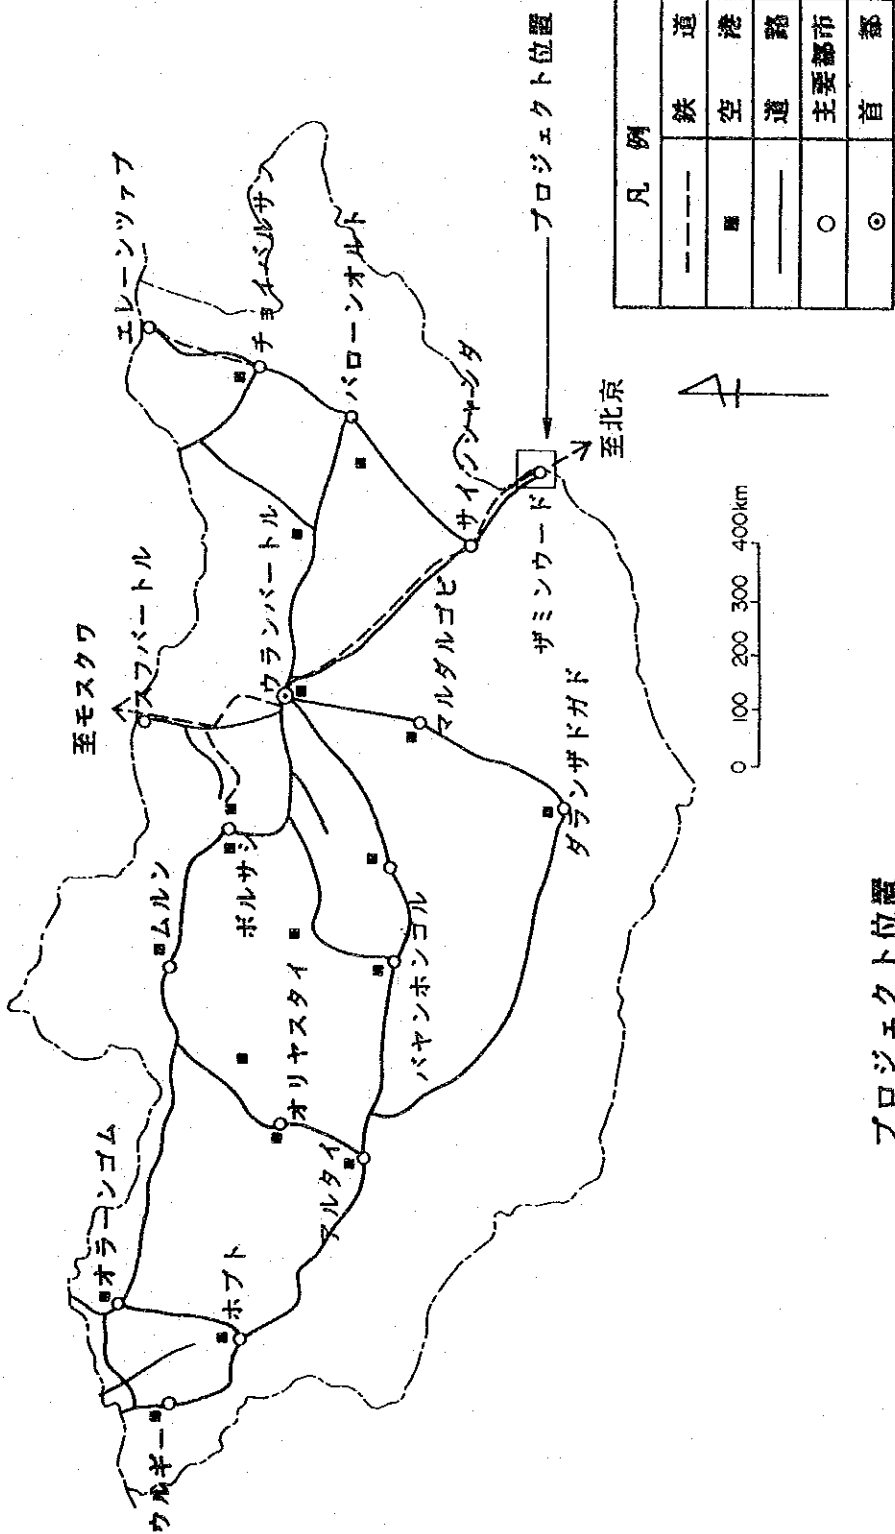 エレーンツァブ
チョイバルサン
バローンオルト
サインシャンダ
至モスクワ
スフバートル
ウランバートル
マルダルゴビ
ザミンウード
ダランザドガド
至北京
プロジェクト位置
ムルン
ボルガン
オリヤスタイ
バヤンホンゴル
オラーンゴム
ホブト
アルタイ
ウルギー
0 100 200 300 400km
凡例
鉄道
空港
道路
主要都市
首都
プロジェクト位置